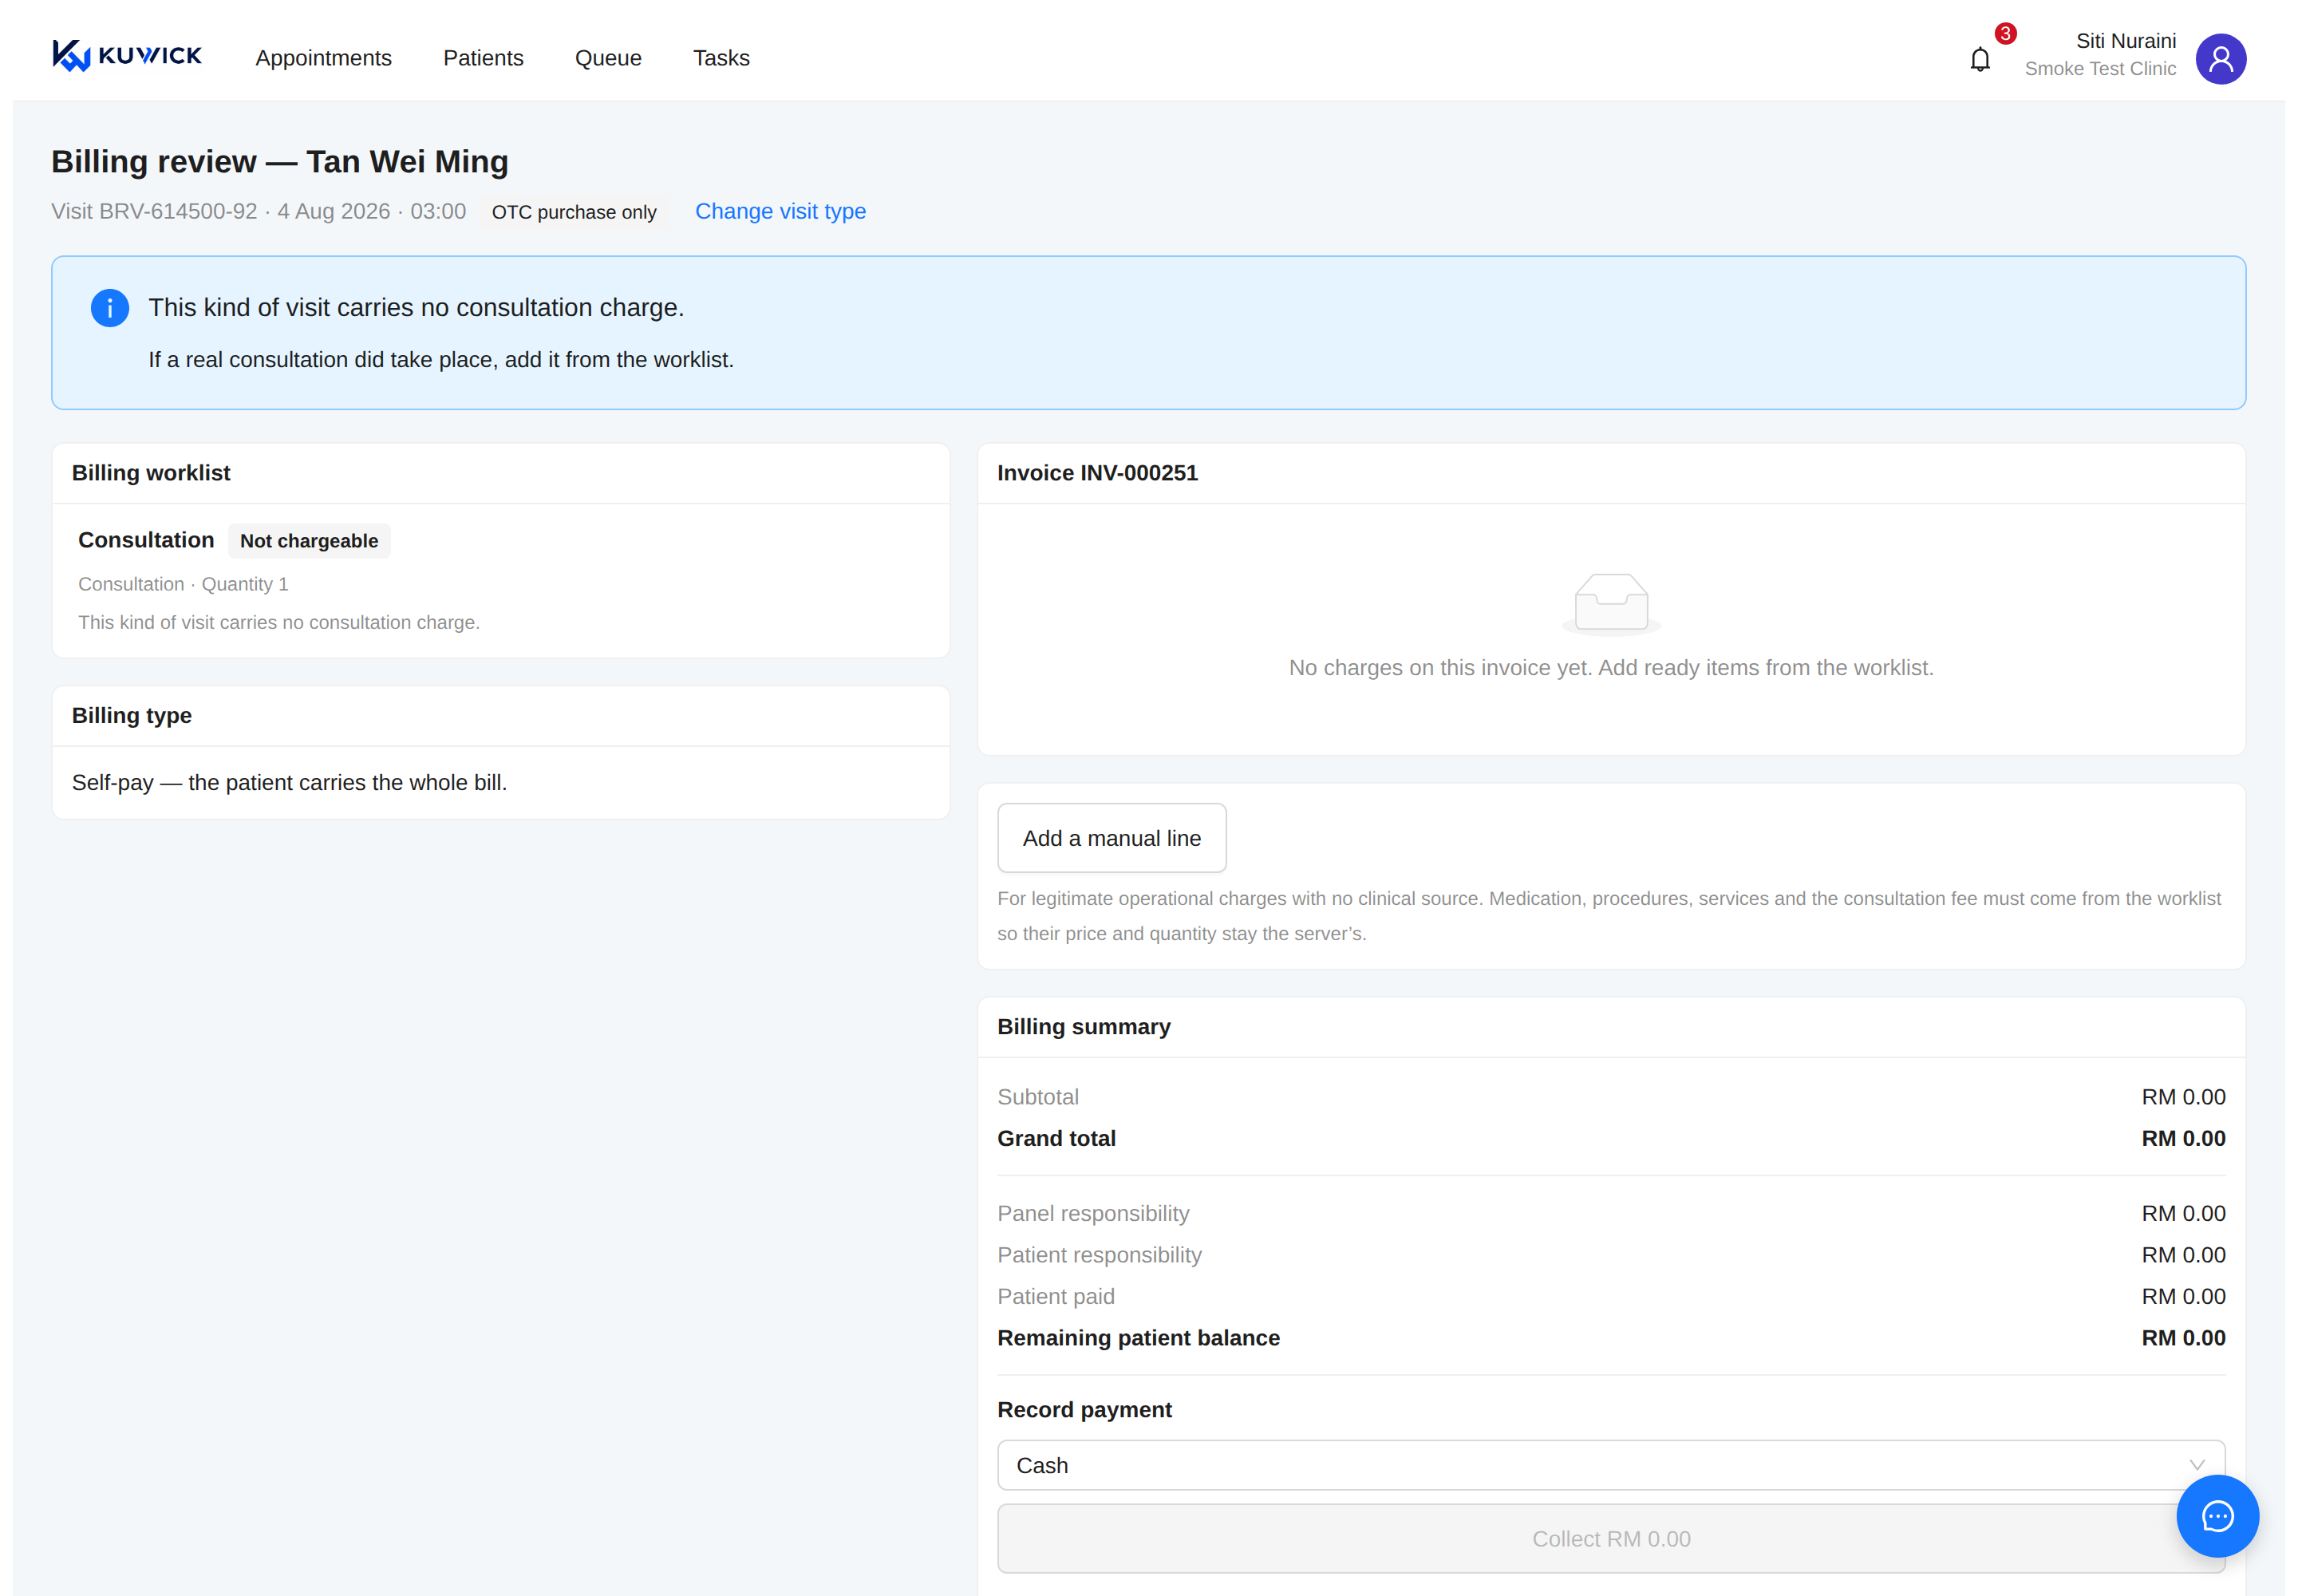 KUWICK
Appointments
Patients
Queue
Tasks
3
Siti Nuraini
Smoke Test Clinic
Billing review — Tan Wei Ming
Visit BRV-614500-92 · 4 Aug 2026 · 03:00
OTC purchase only
Change visit type
This kind of visit carries no consultation charge.
If a real consultation did take place, add it from the worklist.
Billing worklist
Consultation
Not chargeable
Consultation · Quantity 1
This kind of visit carries no consultation charge.
Billing type
Self-pay — the patient carries the whole bill.
Invoice INV-000251
No charges on this invoice yet. Add ready items from the worklist.
Add a manual line
For legitimate operational charges with no clinical source. Medication, procedures, services and the consultation fee must come from the worklist
so their price and quantity stay the server’s.
Billing summary
Subtotal RM 0.00
Grand total RM 0.00
Panel responsibility RM 0.00
Patient responsibility RM 0.00
Patient paid RM 0.00
Remaining patient balance RM 0.00
Record payment
Cash
Collect RM 0.00